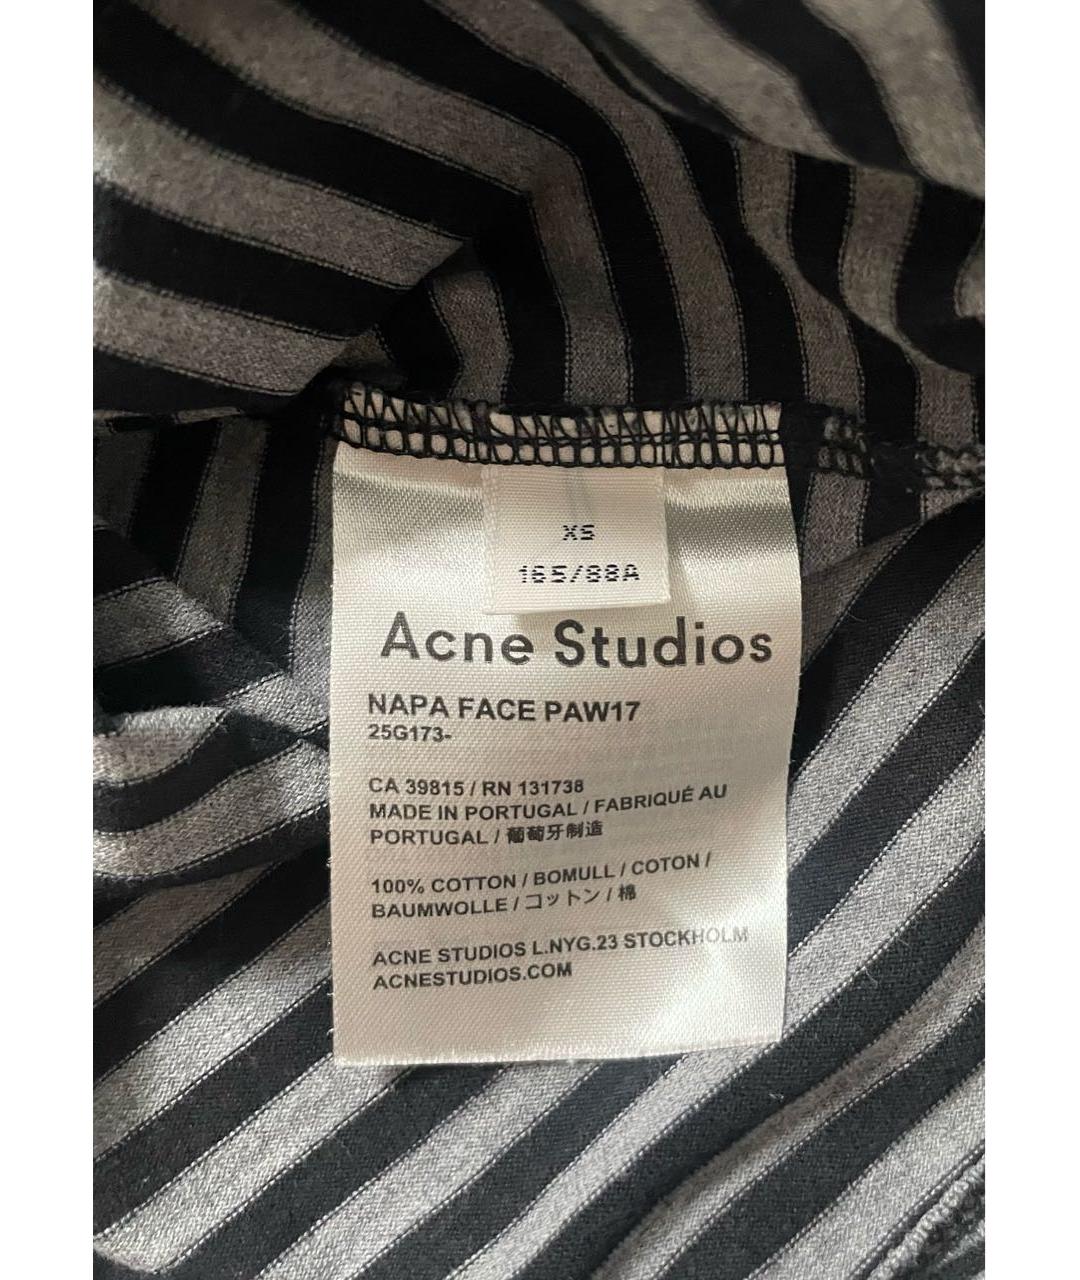 XS
165/88A
Acne Studios
NAPA FACE PAW17
25G173-
CA 39815 / RN 131738
MADE IN PORTUGAL / FABRIQUÉ AU
PORTUGAL / 葡萄牙制造
100% COTTON / BOMULL / COTON /
BAUMWOLLE / コットン / 棉
ACNE STUDIOS L.NYG.23 STOCKHOLM
ACNESTUDIOS.COM